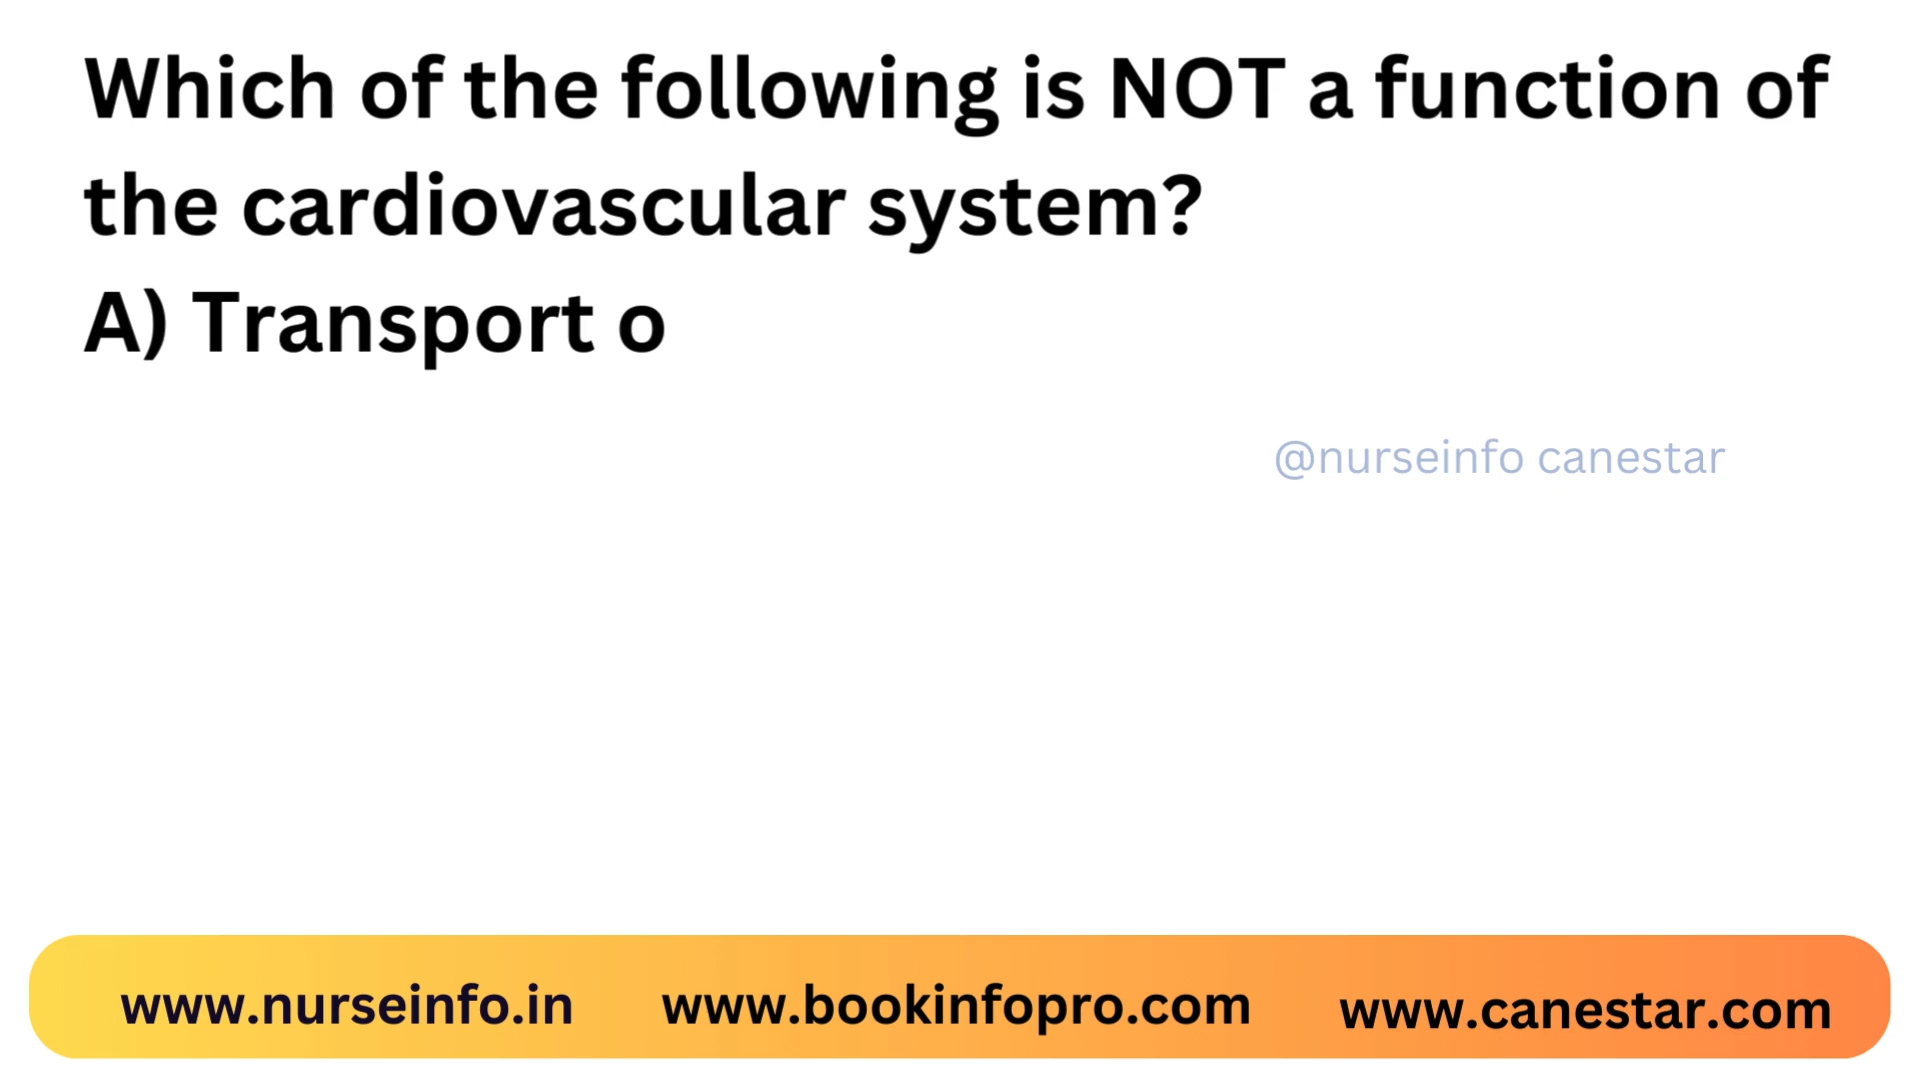 Which of the following is NOT a function of
the cardiovascular system?
A) Transport o
@nurseinfo canestar
www.nurseinfo.in
www.bookinfopro.com
www.canestar.com